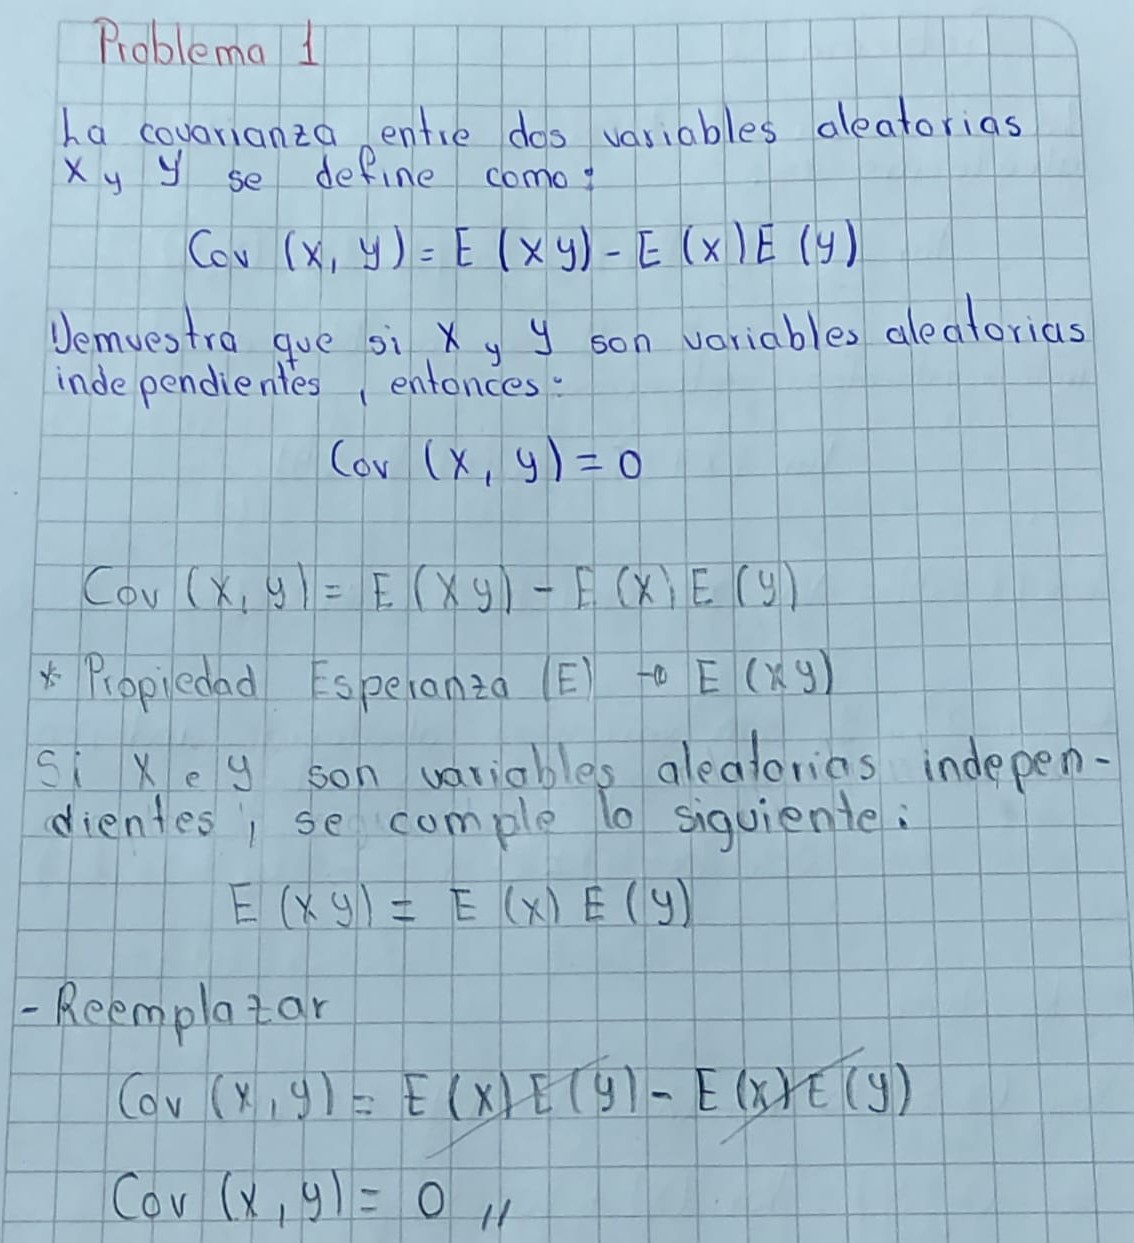 Problema 1
La covarianza entre dos variables aleatorias
X y Y se define como:
Cov (x, y) = E (xy) - E (x) E (y)
Demuestra que si X y Y son variables aleatorias
independientes, entonces:
Cov (x, y) = 0
Cov (x, y) = E (xy) - E (x) E (y)
* Propiedad Esperanza (E) → E (xy)
Si X e y son variables aleatorias indepen-
dientes, se cumple lo siguiente:
E (xy) = E (x) E (y)
- Reemplazar
Cov (x, y) = E (x) E (y) - E (x) E (y)
Cov (x, y) = 0 //